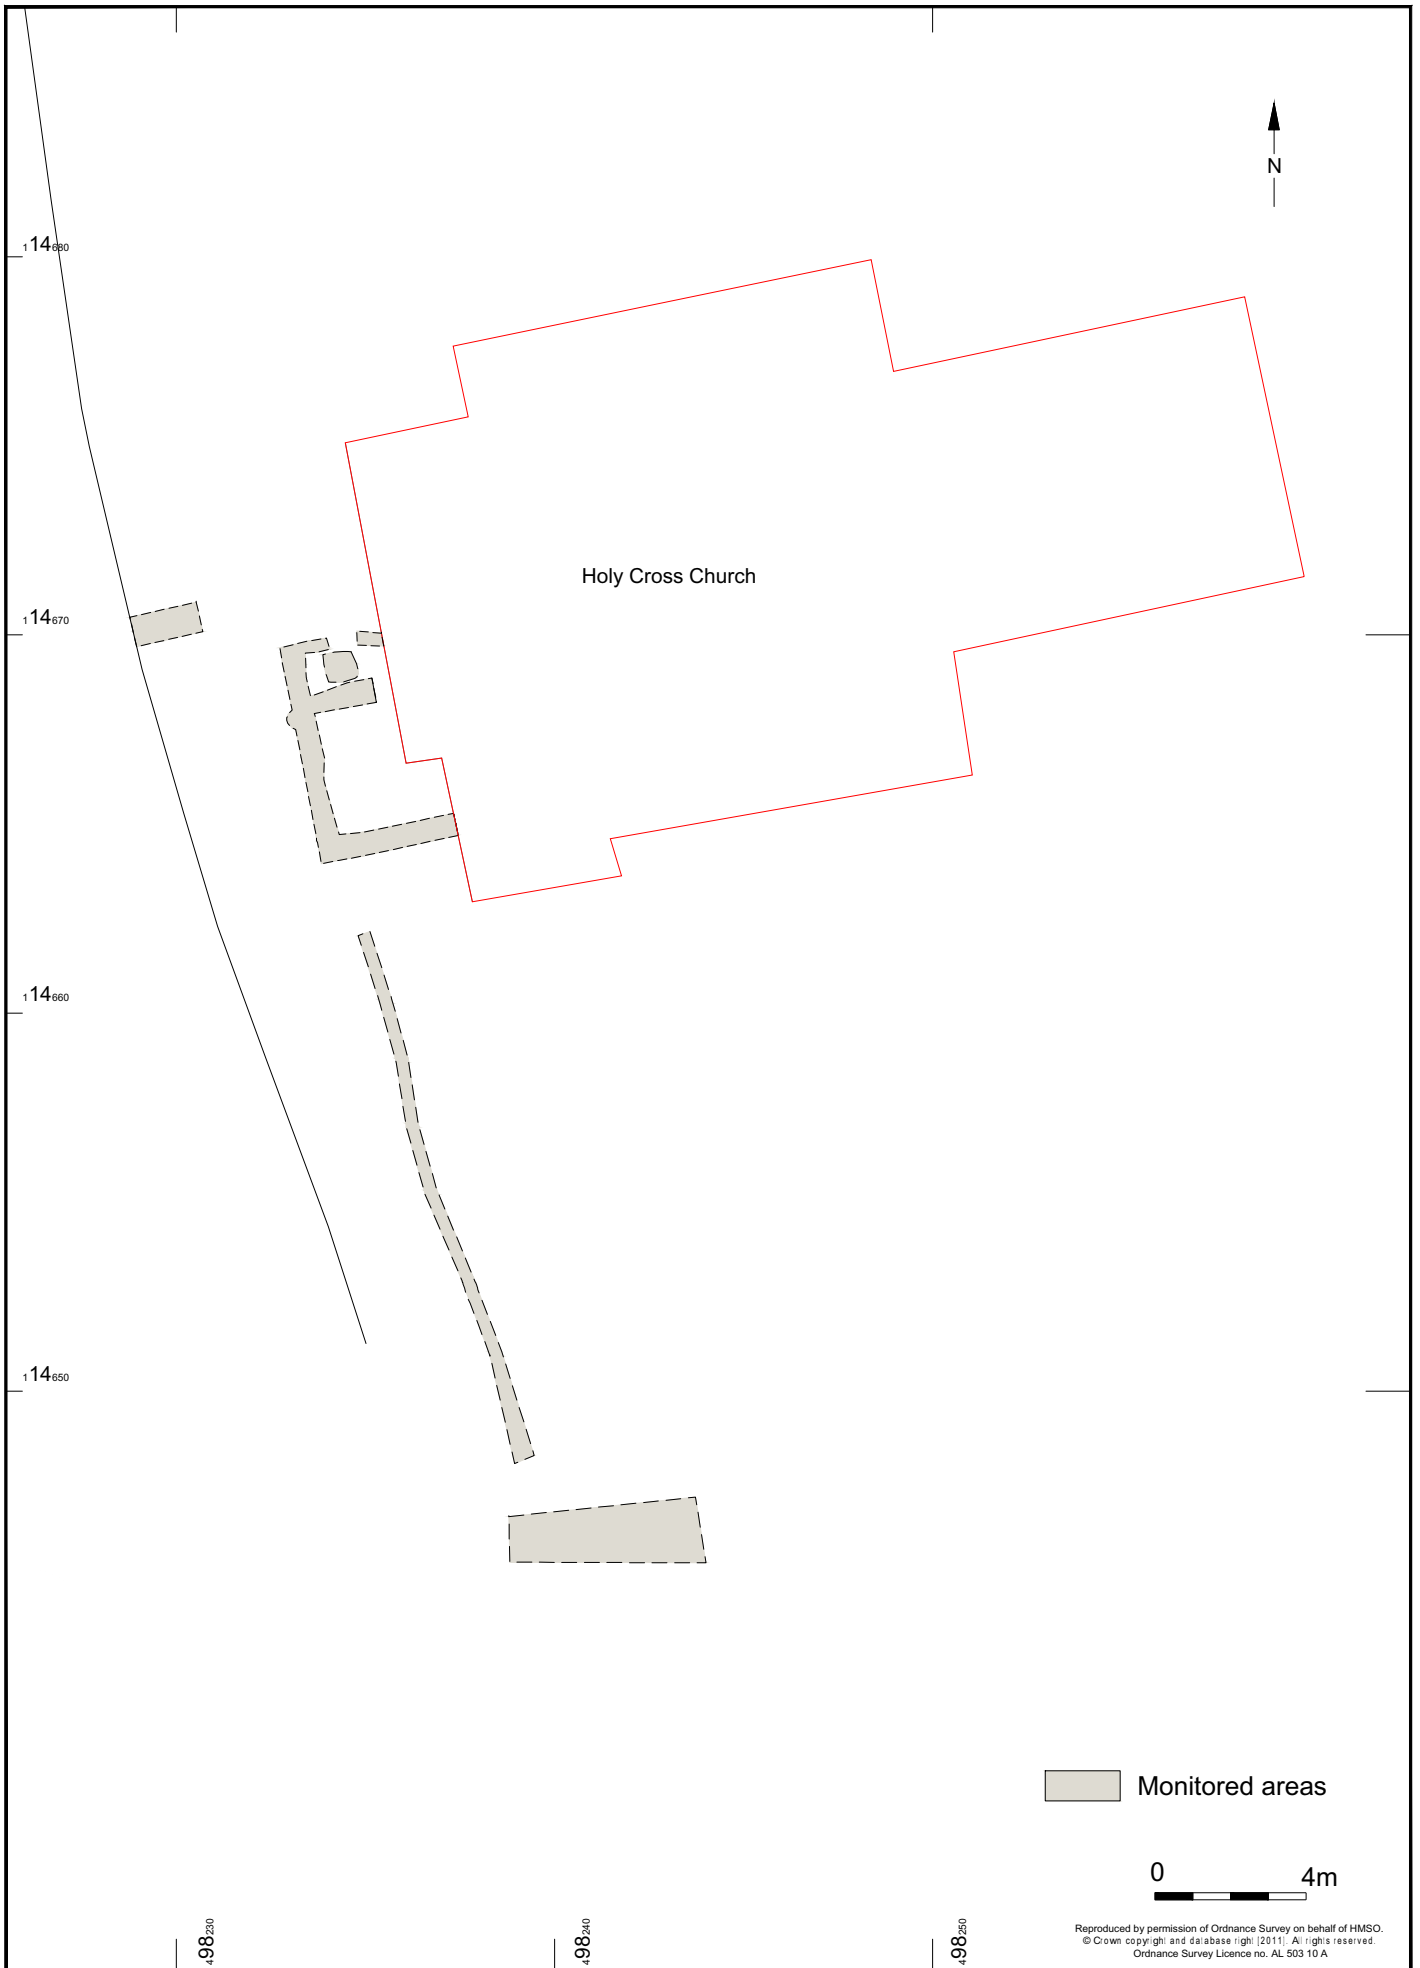 N
114680
Holy Cross Church
114670
114660
114650
Monitored areas
0 4m
498230
498240
498250
Reproduced by permission of Ordnance Survey on behalf of HMSO.
© Crown copyright and database right [2011]. All rights reserved.
Ordnance Survey Licence no. AL 503 10 A